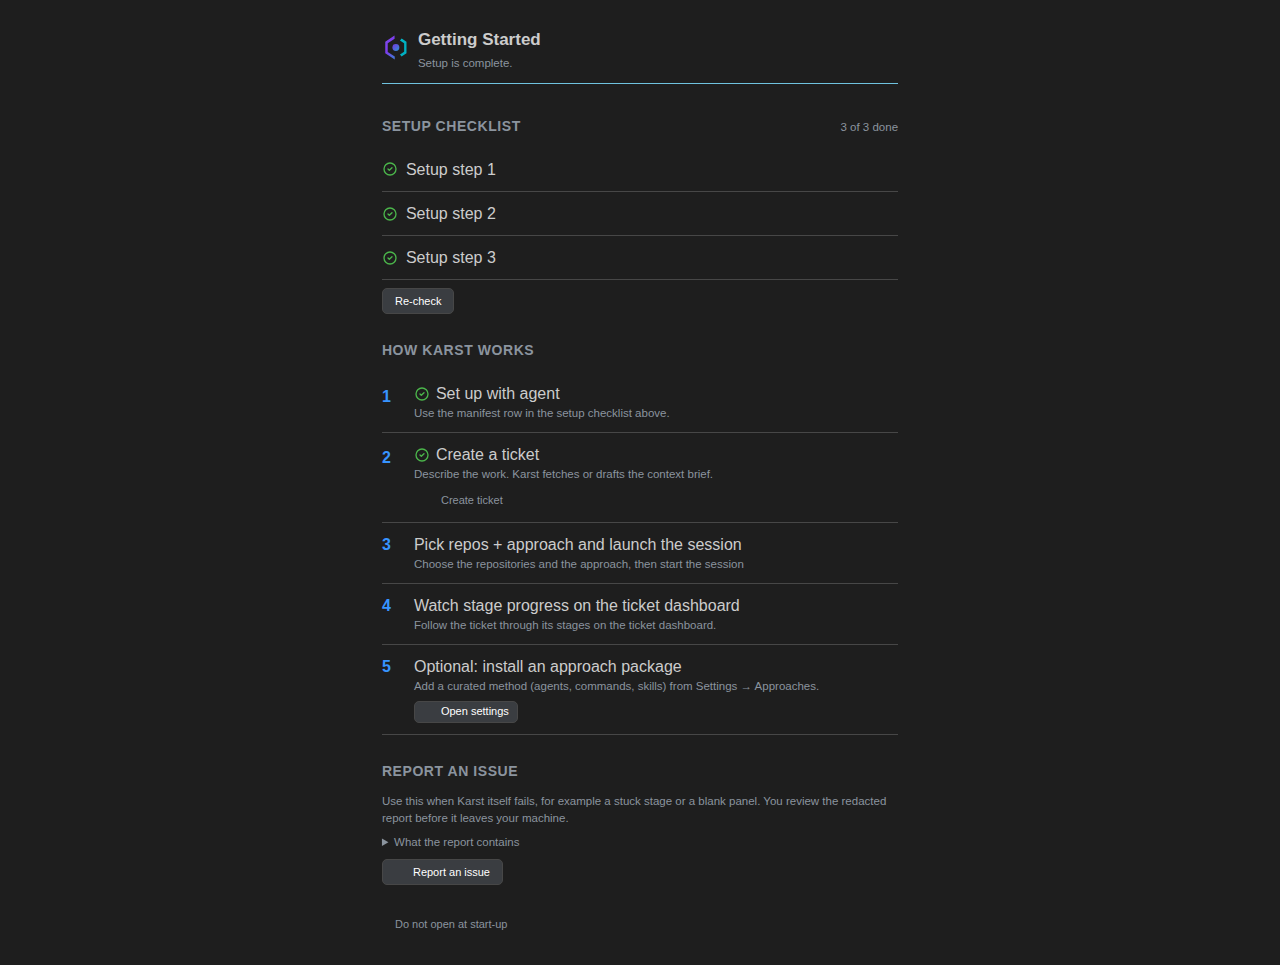 Getting Started
Setup is complete.
SETUP CHECKLIST
3 of 3 done
Setup step 1
Setup step 2
Setup step 3
Re-check
HOW KARST WORKS
1
Set up with agent
Use the manifest row in the setup checklist above.
2
Create a ticket
Describe the work. Karst fetches or drafts the context brief.
Create ticket
3
Pick repos + approach and launch the session
Choose the repositories and the approach, then start the session
4
Watch stage progress on the ticket dashboard
Follow the ticket through its stages on the ticket dashboard.
5
Optional: install an approach package
Add a curated method (agents, commands, skills) from Settings → Approaches.
Open settings
REPORT AN ISSUE
Use this when Karst itself fails, for example a stuck stage or a blank panel. You review the redacted
report before it leaves your machine.
What the report contains
Report an issue
Do not open at start-up